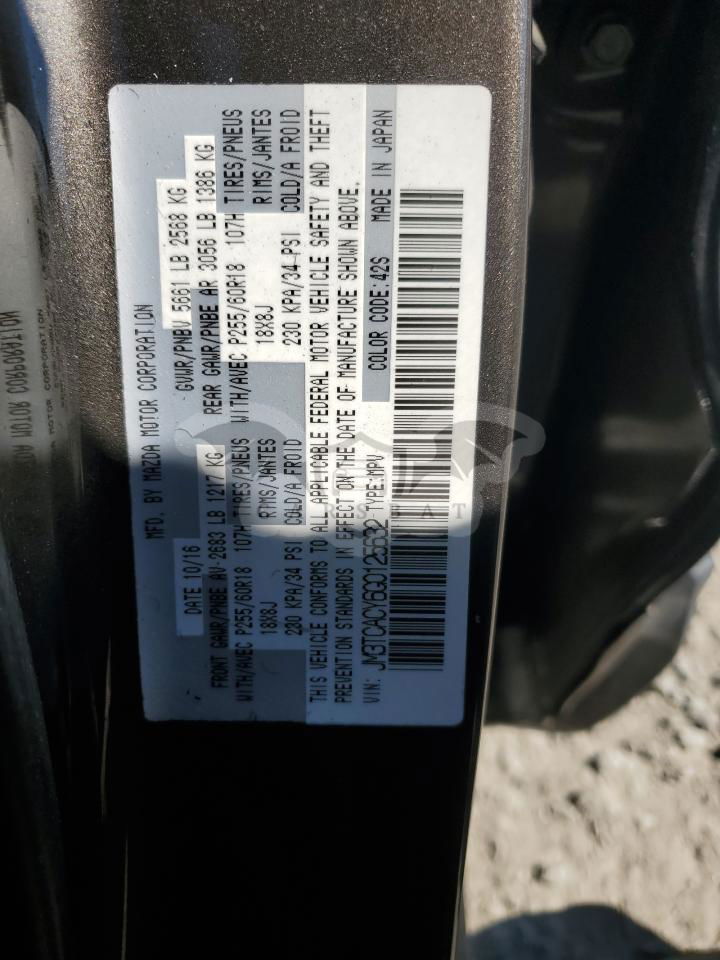 MFD. BY MAZDA MOTOR CORPORATION
DATE 10/16 GVWR/PNBV 5661 LB 2568 KG
FRONT GAWR/PNBE AV 2683 LB 1217 KG REAR GAWR/PNBE AR 3056 LB 1386 KG
WITH/AVEC P255/60R18 107H TIRES/PNEUS WITH/AVEC P255/60R18 107H TIRES/PNEUS
18X8J RIMS/JANTES 18X8J RIMS/JANTES
230 KPA/34 PSI COLD/A FROID 230 KPA/34 PSI COLD/A FROID
THIS VEHICLE CONFORMS TO ALL APPLICABLE FEDERAL MOTOR VEHICLE SAFETY AND THEFT
PREVENTION STANDARDS IN EFFECT ON THE DATE OF MANUFACTURE SHOWN ABOVE.
VIN: JM3TCACY6G0125632 TYPE:MPV COLOR CODE:42S MADE IN JAPAN